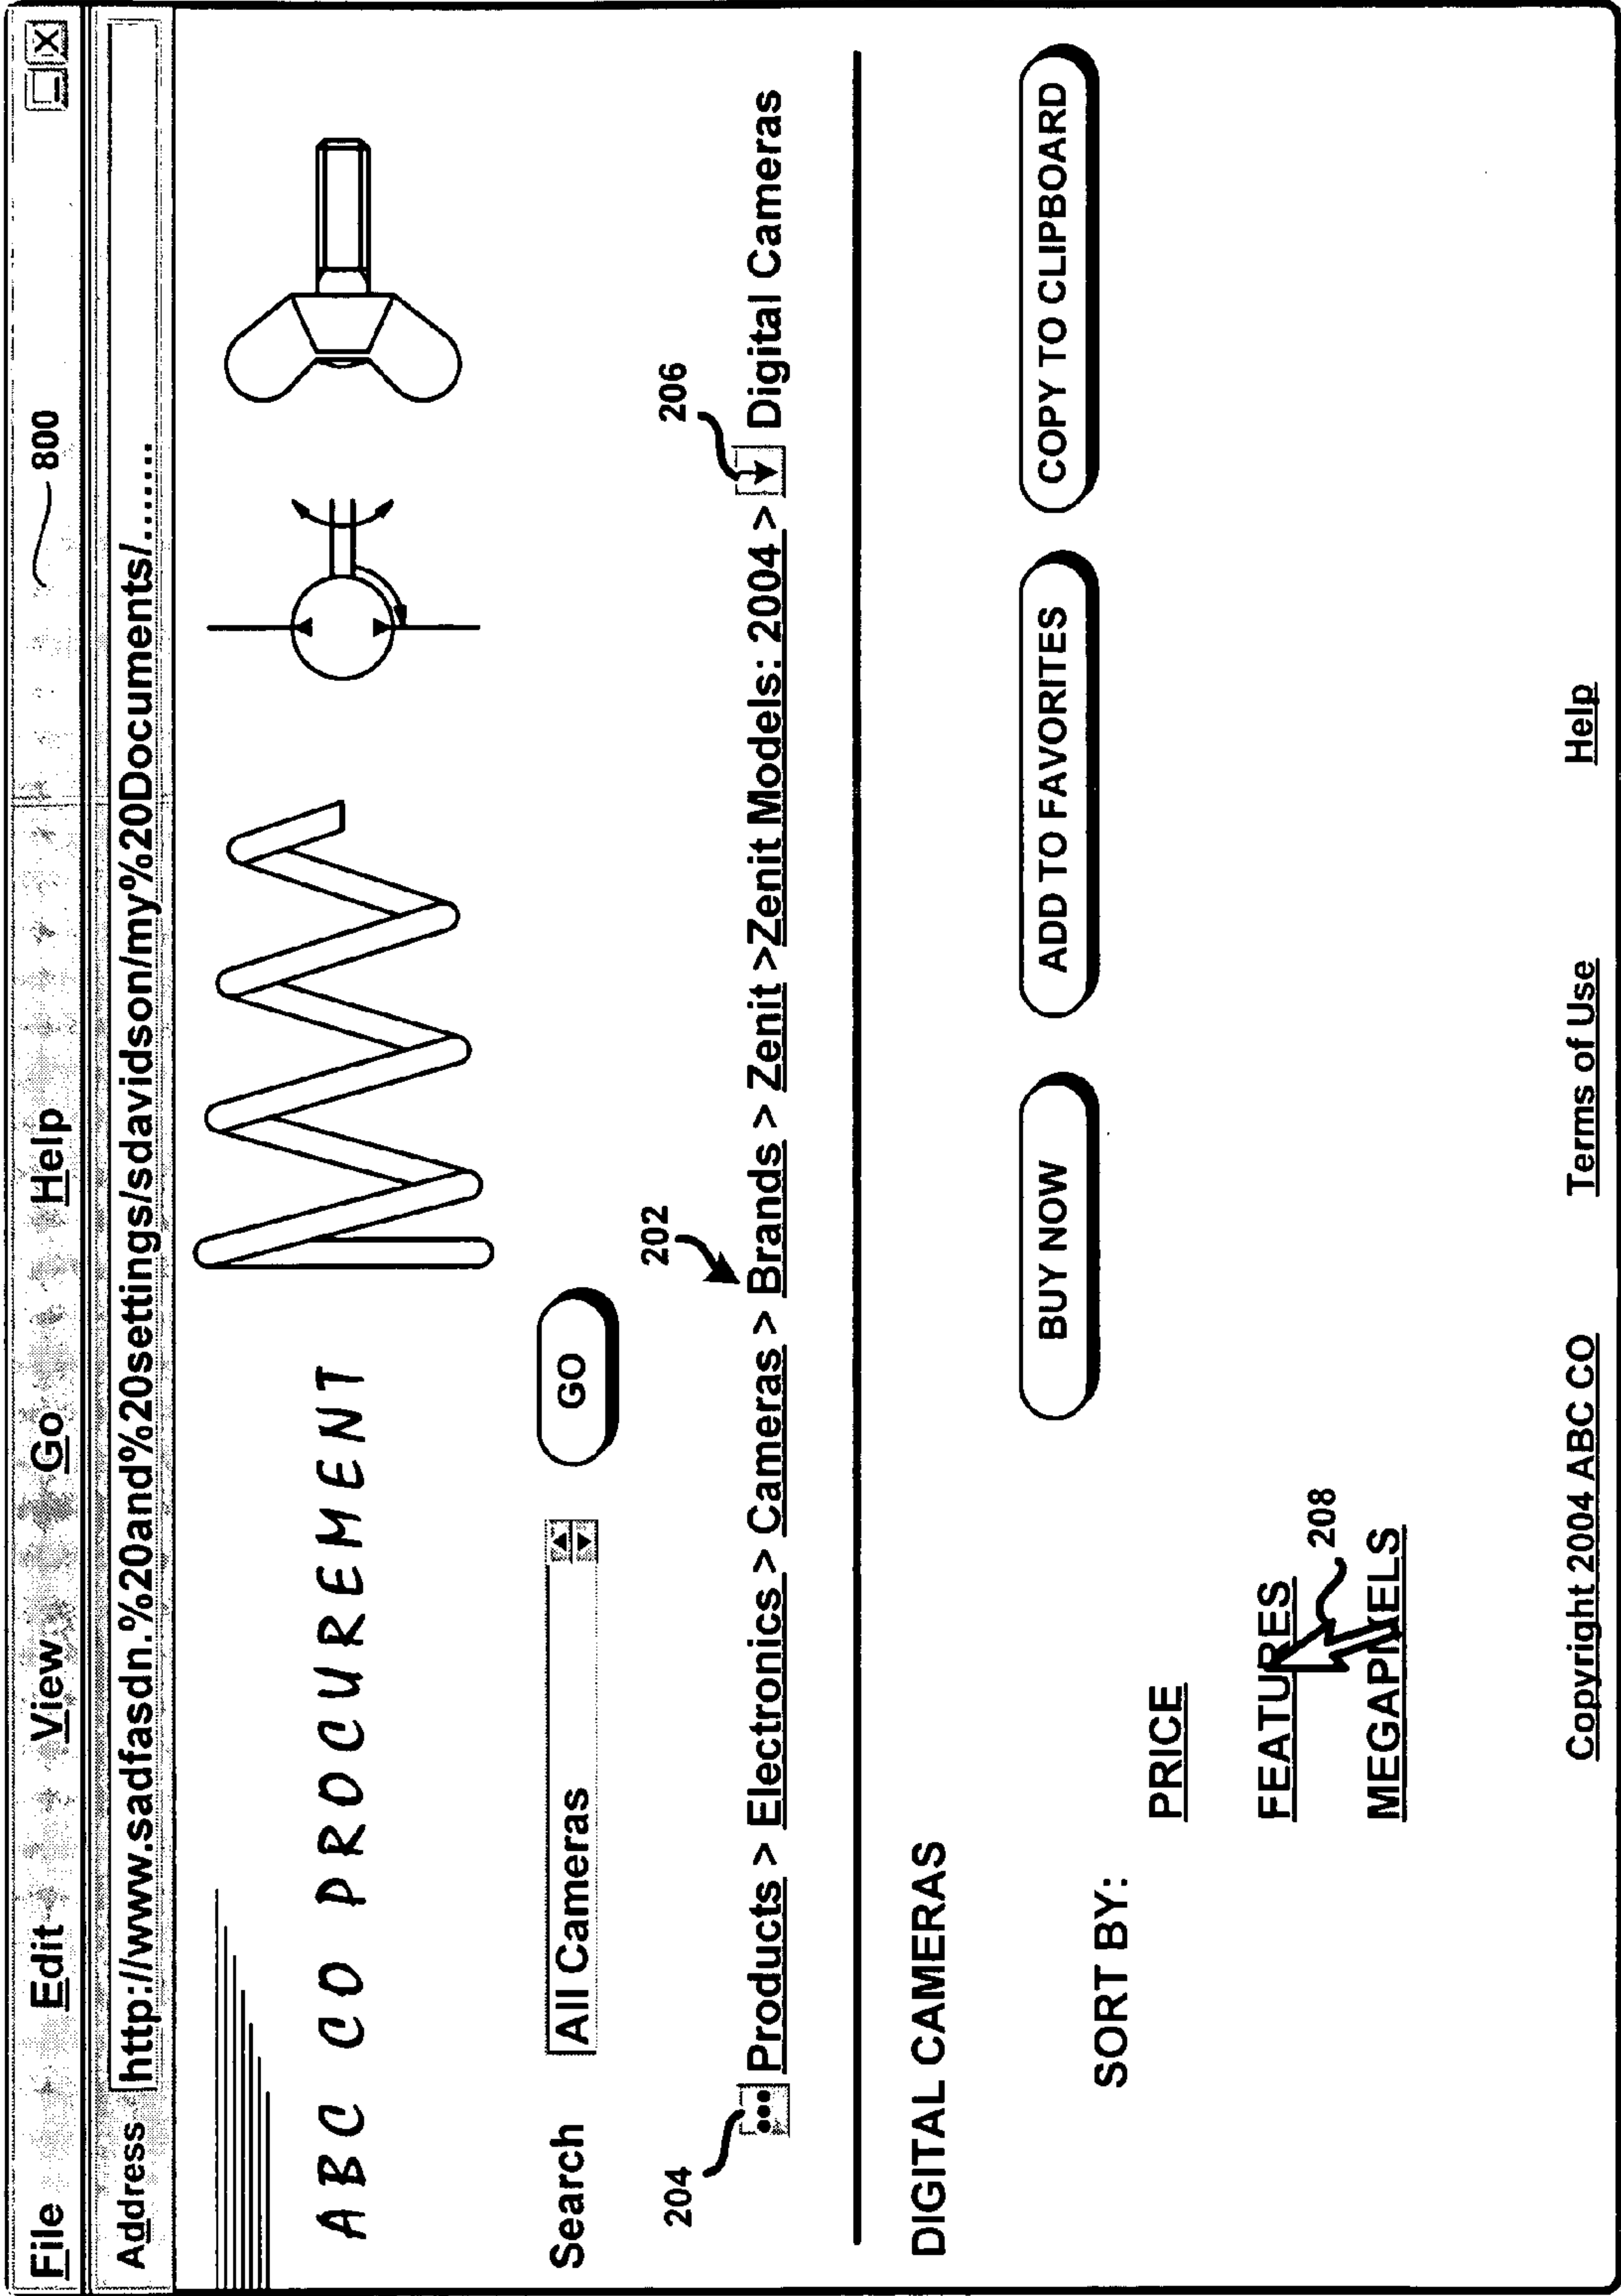 File Edit View Go Help 800
Address http://www.sadfasdn.%20and%20settings/sdavidson/my%20Documents/.......
ABC CO PROCUREMENT
Search All Cameras GO
204 202 206
Products > Electronics > Cameras > Brands > Zenit >Zenit Models: 2004 > Digital Cameras
DIGITAL CAMERAS
BUY NOW ADD TO FAVORITES COPY TO CLIPBOARD
SORT BY:
PRICE
FEATURES
208
MEGAPIXELS
Copyright 2004 ABC CO Terms of Use Help